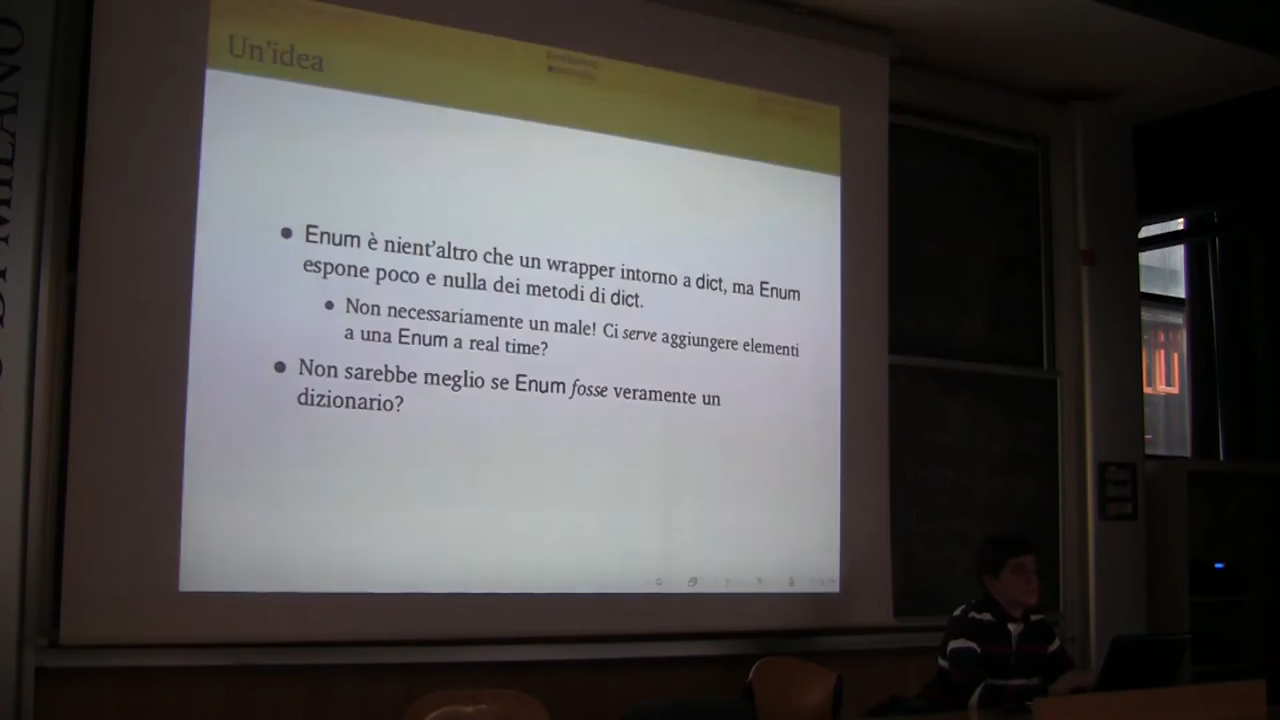 Un'idea
Enum è nient'altro che un wrapper intorno a dict, ma Enum
espone poco e nulla dei metodi di dict.
Non necessariamente un male! Ci serve aggiungere elementi
a una Enum a real time?
Non sarebbe meglio se Enum fosse veramente un
dizionario?
DI MILANO